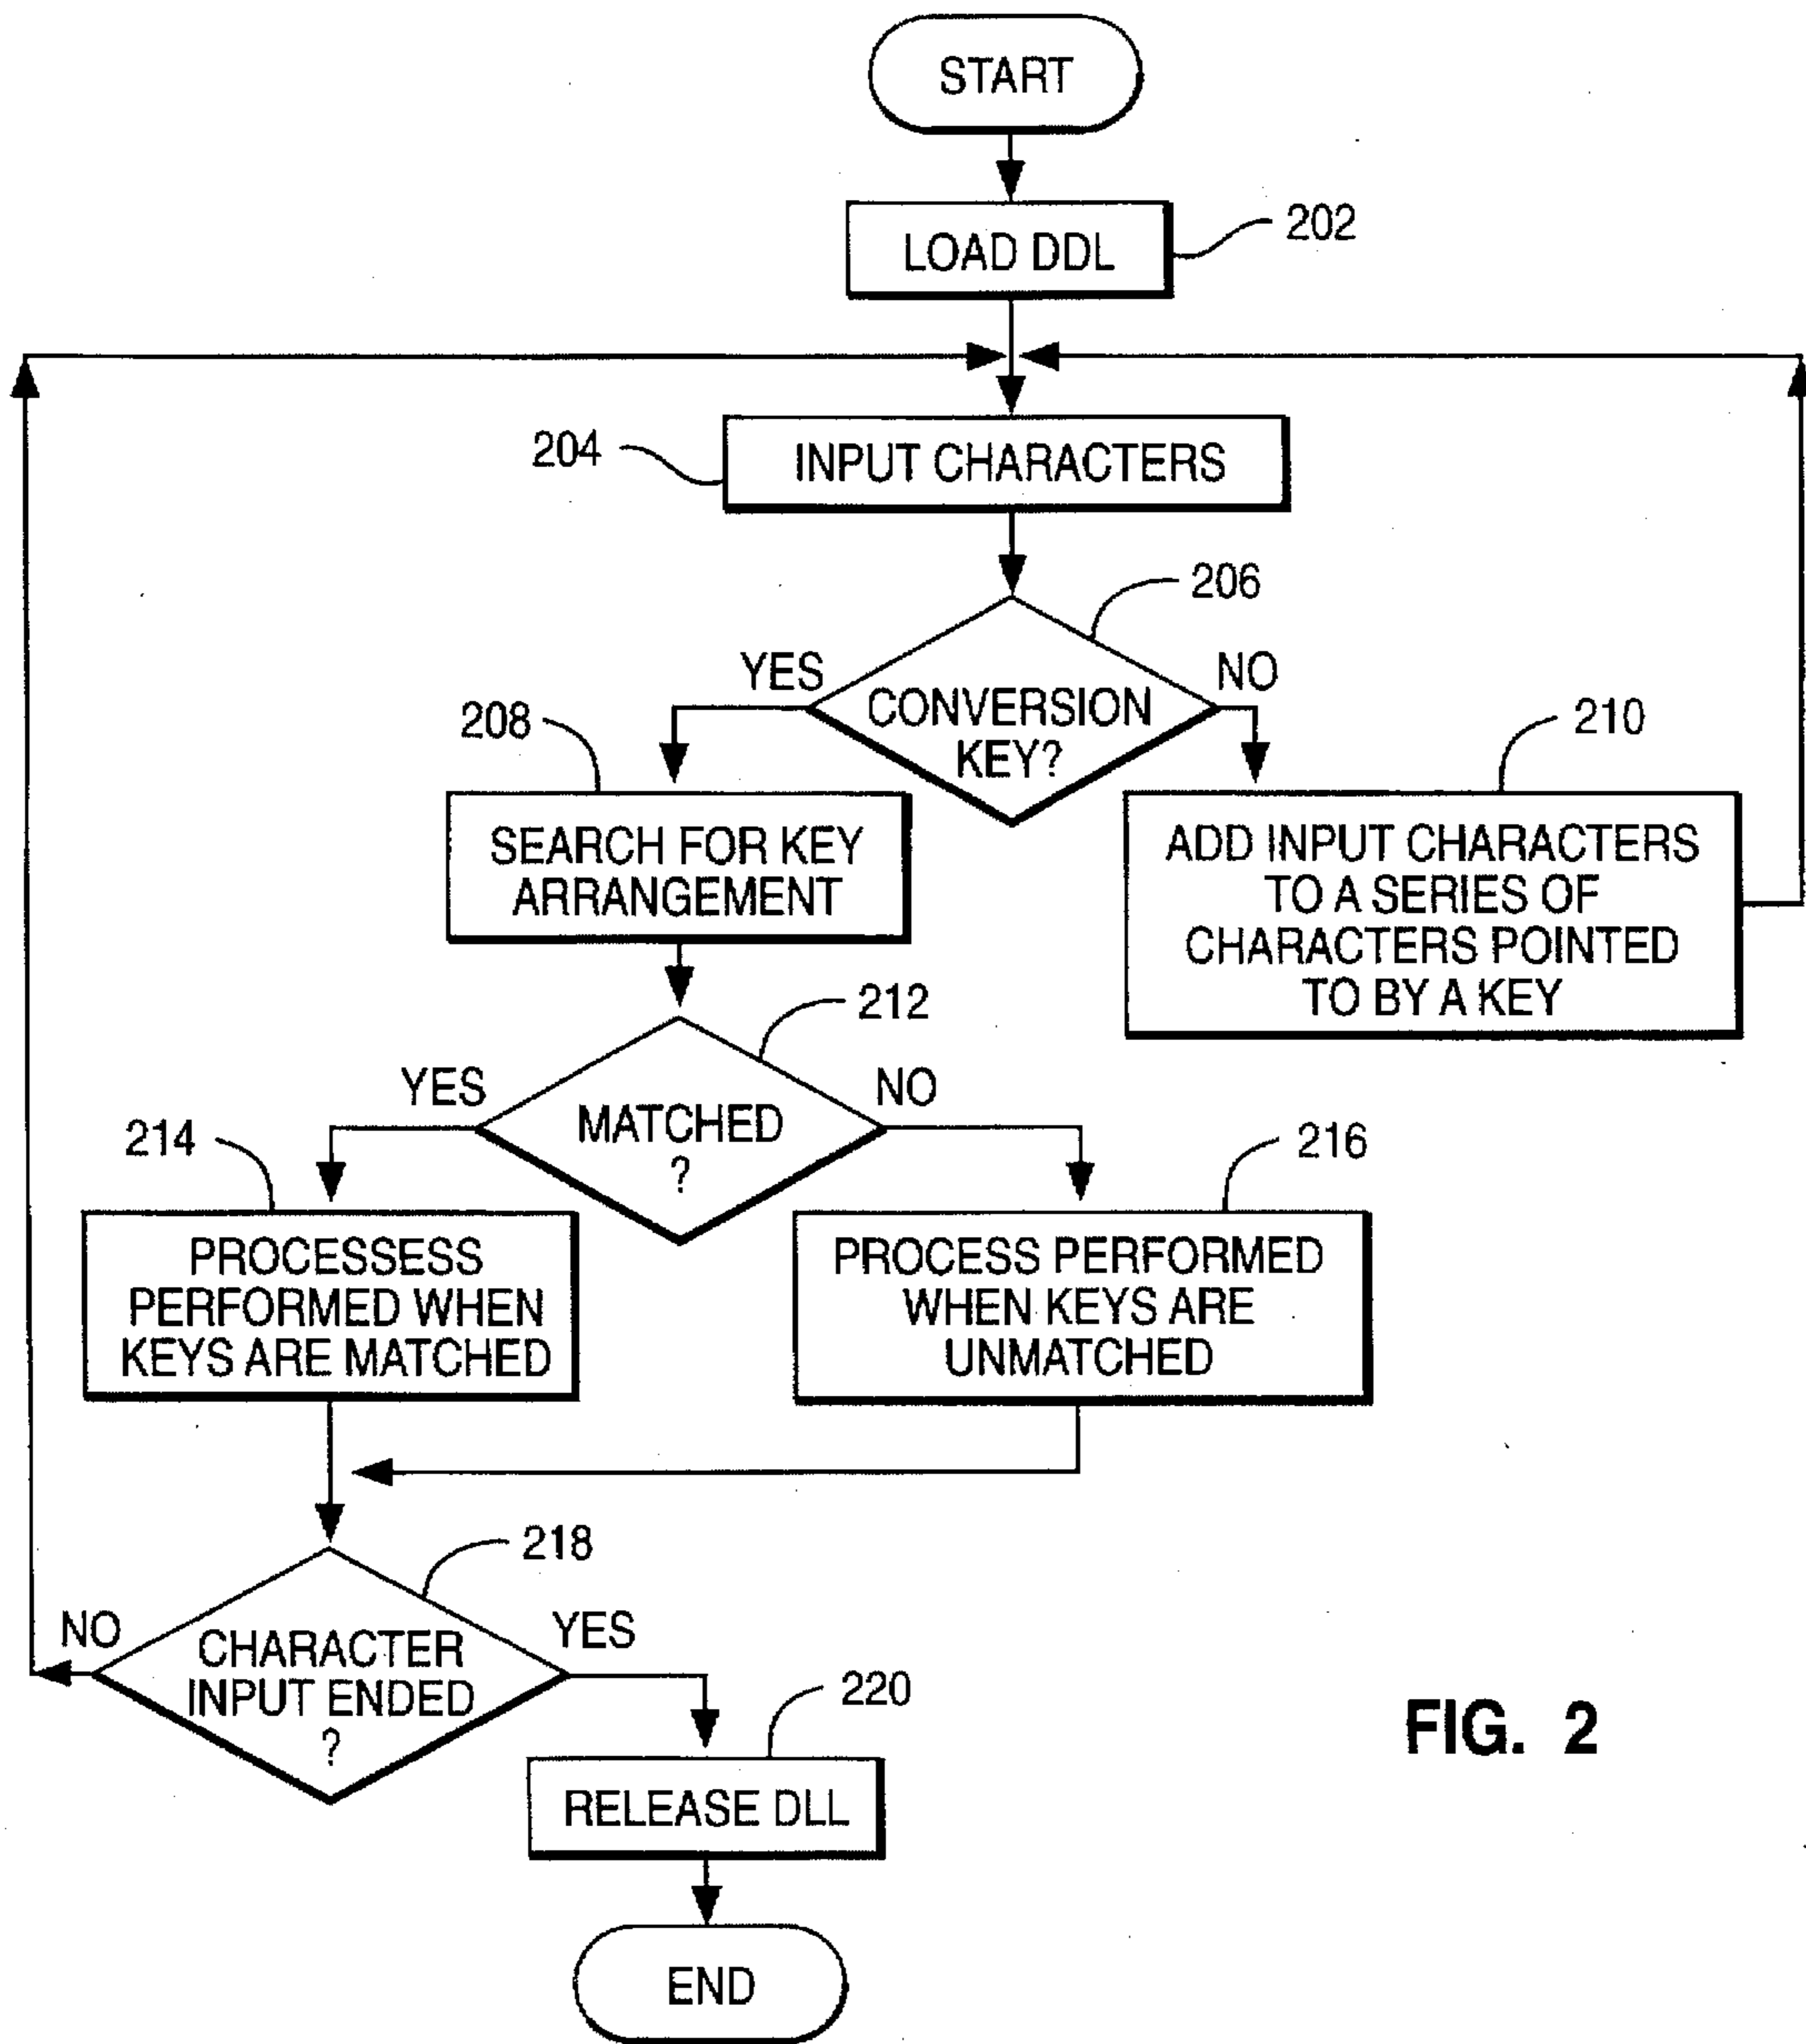 START
LOAD DDL
202
204
INPUT CHARACTERS
206
YES
NO
CONVERSION
KEY?
208
210
SEARCH FOR KEY
ARRANGEMENT
ADD INPUT CHARACTERS
TO A SERIES OF
CHARACTERS POINTED
TO BY A KEY
212
YES
NO
MATCHED
?
214
216
PROCESSESS
PERFORMED WHEN
KEYS ARE MATCHED
PROCESS PERFORMED
WHEN KEYS ARE
UNMATCHED
218
NO
YES
CHARACTER
INPUT ENDED
?
220
RELEASE DLL
END
FIG. 2